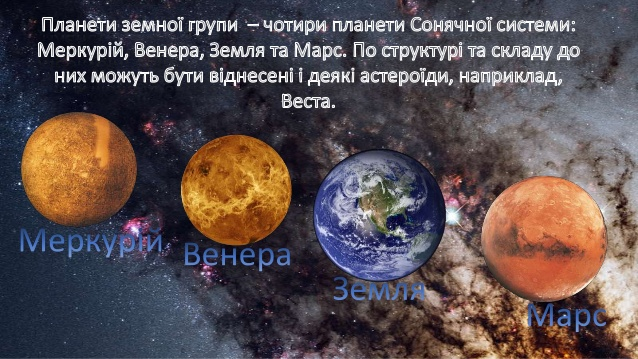 Планети земної групи – чотири планети Сонячної системи:
Меркурій, Венера, Земля та Марс. По структурі та складу до
них можуть бути віднесені і деякі астероїди, наприклад,
Веста.
Меркурій
Венера
Земля
Марс